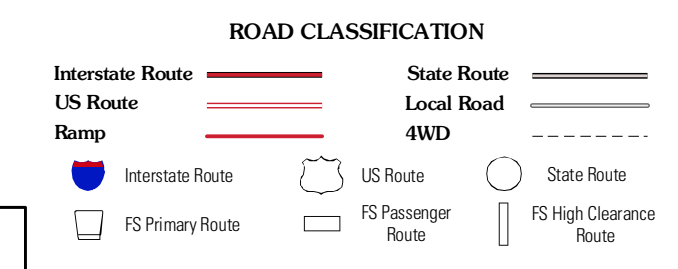 ROAD CLASSIFICATION
Interstate Route
State Route
US Route
Local Road
Ramp
4WD
Interstate Route
US Route
State Route
FS Primary Route
FS Passenger
Route
FS High Clearance
Route